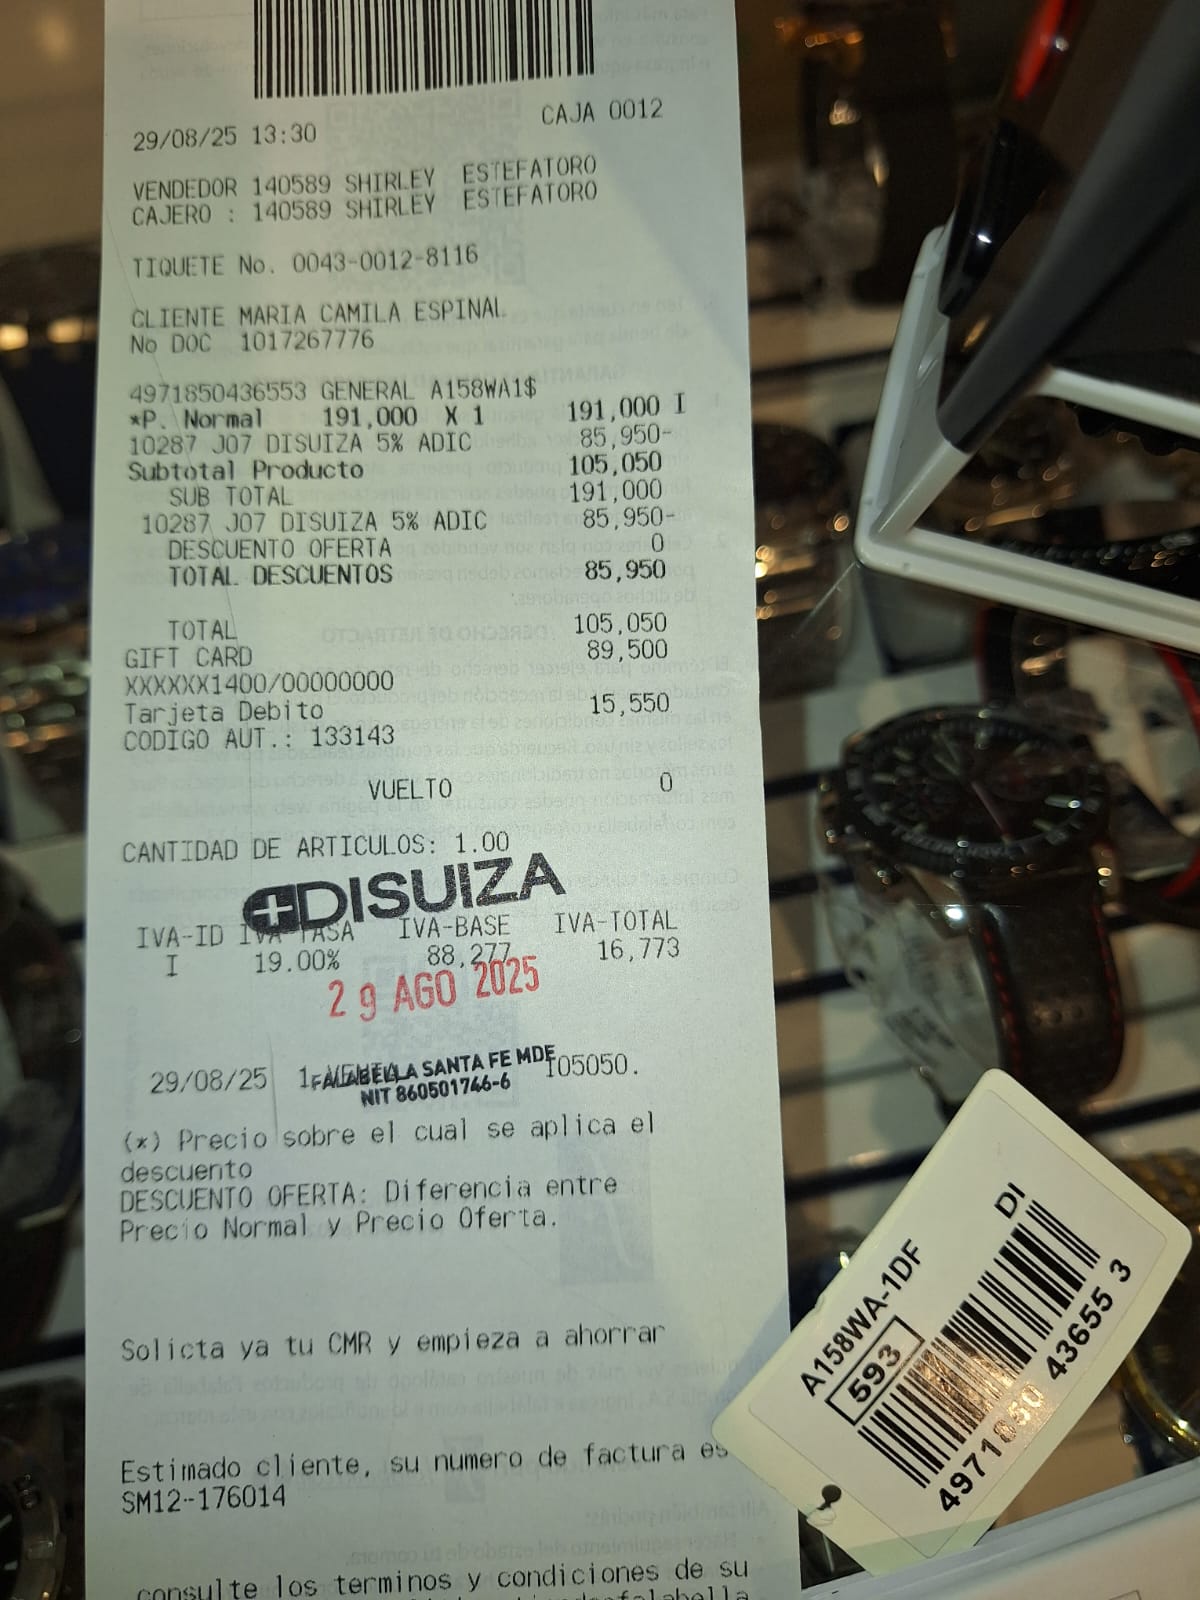 CAJA 0012
29/08/25 13:30
VENDEDOR 140589 SHIRLEY ESTEFATORO
CAJERO : 140589 SHIRLEY ESTEFATORO
TIQUETE No. 0043-0012-8116
CLIENTE MARIA CAMILA ESPINAL
No DOC 1017267776
4971850436553 GENERAL A158WA1$
*P. Normal 191,000 X 1 191,000 I
10287 J07 DISUIZA 5% ADIC 85,950-
Subtotal Producto 105,050
SUB TOTAL 191,000
10287 J07 DISUIZA 5% ADIC 85,950-
DESCUENTO OFERTA 0
TOTAL DESCUENTOS 85,950
TOTAL 105,050
GIFT CARD 89,500
XXXXXX1400/00000000
Tarjeta Debito 15,550
CODIGO AUT.: 133143
VUELTO 0
CANTIDAD DE ARTICULOS: 1.00
DISUIZA
IVA-ID IVA TASA IVA-BASE IVA-TOTAL
I 19.00% 88,277 16,773
29 AGO 2025
FALABELLA SANTA FE MDE
NIT 860501746-6
29/08/25 105050.
(*) Precio sobre el cual se aplica el
descuento
DESCUENTO OFERTA: Diferencia entre
Precio Normal y Precio Oferta.
Solicta ya tu CMR y empieza a ahorrar
Estimado cliente, su numero de factura es
SM12-176014
consulte los terminos y condiciones de su
DI
A158WA-1DF
593
4971850 43655 3